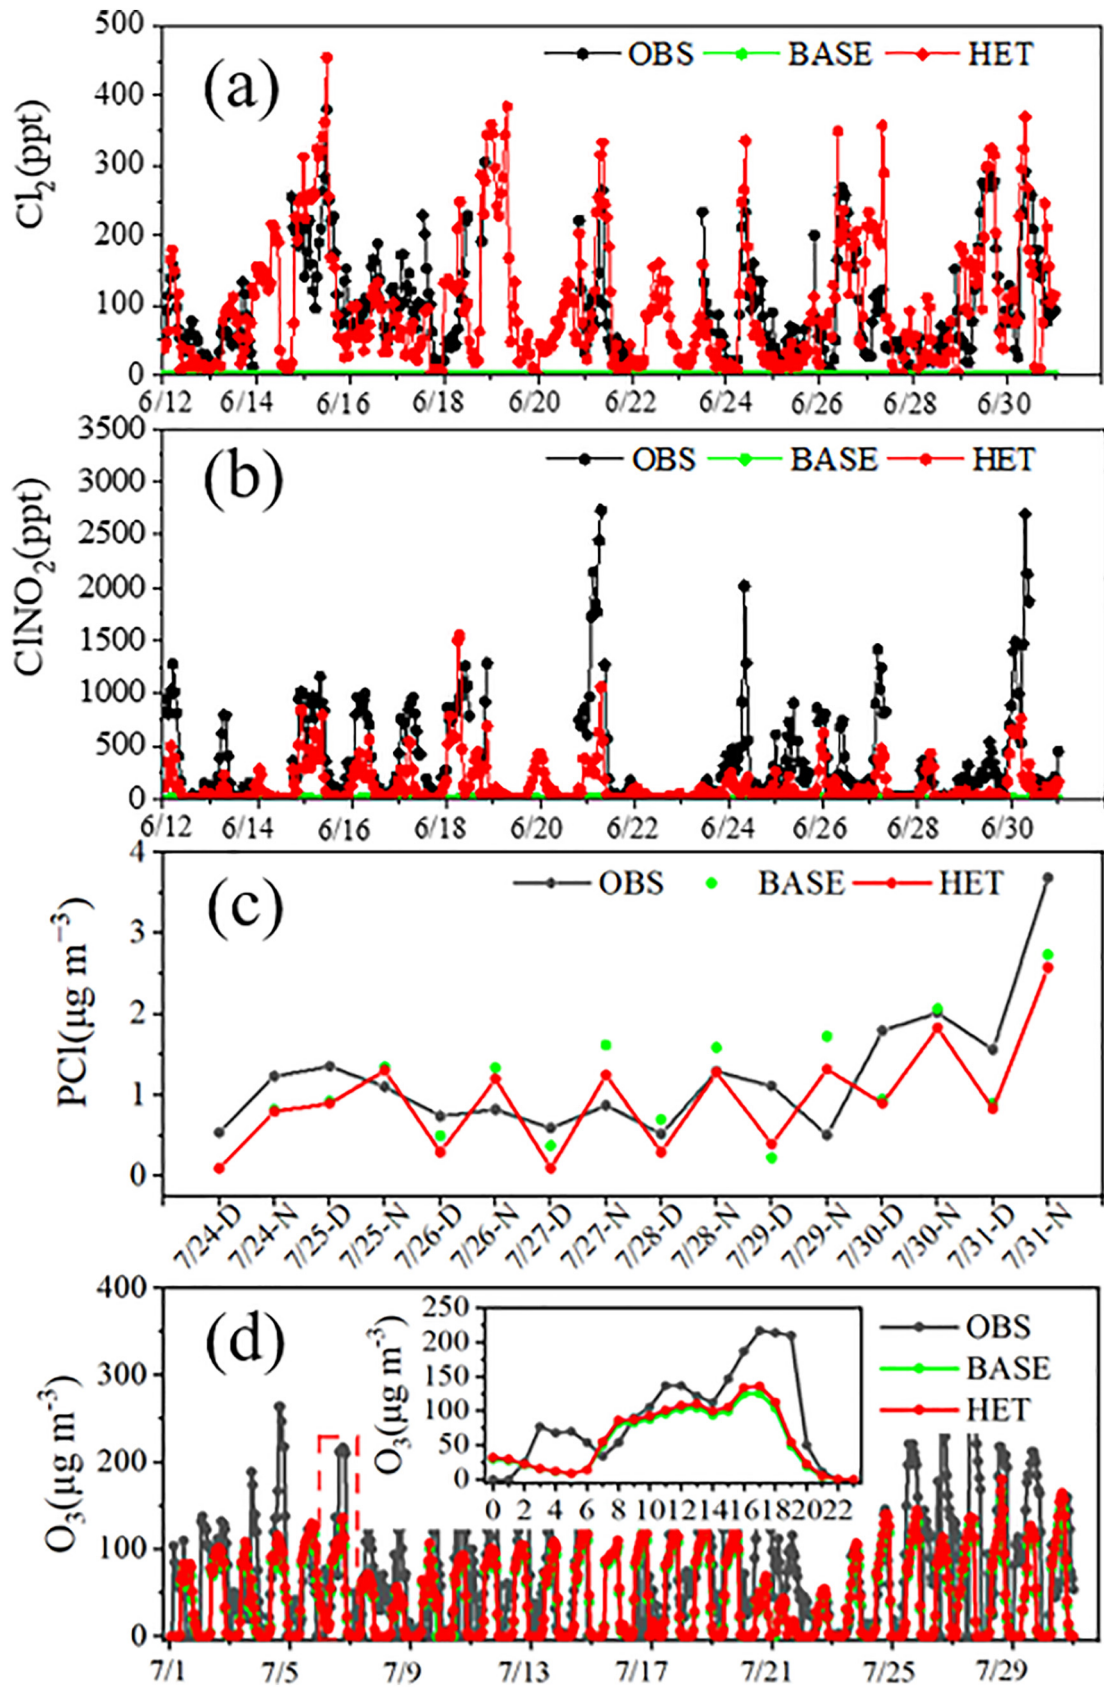 (a)
OBS BASE HET
Cl2(ppt)
500
400
300
200
100
0
6/12 6/14 6/16 6/18 6/20 6/22 6/24 6/26 6/28 6/30
(b)
OBS BASE HET
ClNO2(ppt)
3500
3000
2500
2000
1500
1000
500
0
6/12 6/14 6/16 6/18 6/20 6/22 6/24 6/26 6/28 6/30
(c)
OBS BASE HET
PCl(μg m−3)
4
3
2
1
0
7/24-D 7/24-N 7/25-D 7/25-N 7/26-D 7/26-N 7/27-D 7/27-N 7/28-D 7/28-N 7/29-D 7/29-N 7/30-D 7/30-N 7/31-D 7/31-N
(d)
OBS
BASE
HET
O3(μg m-3)
400
300
200
100
0
7/1 7/5 7/9 7/13 7/17 7/21 7/25 7/29
O3(μg m-3)
250
200
150
100
50
0
0 2 4 6 8 10 12 14 16 18 20 22